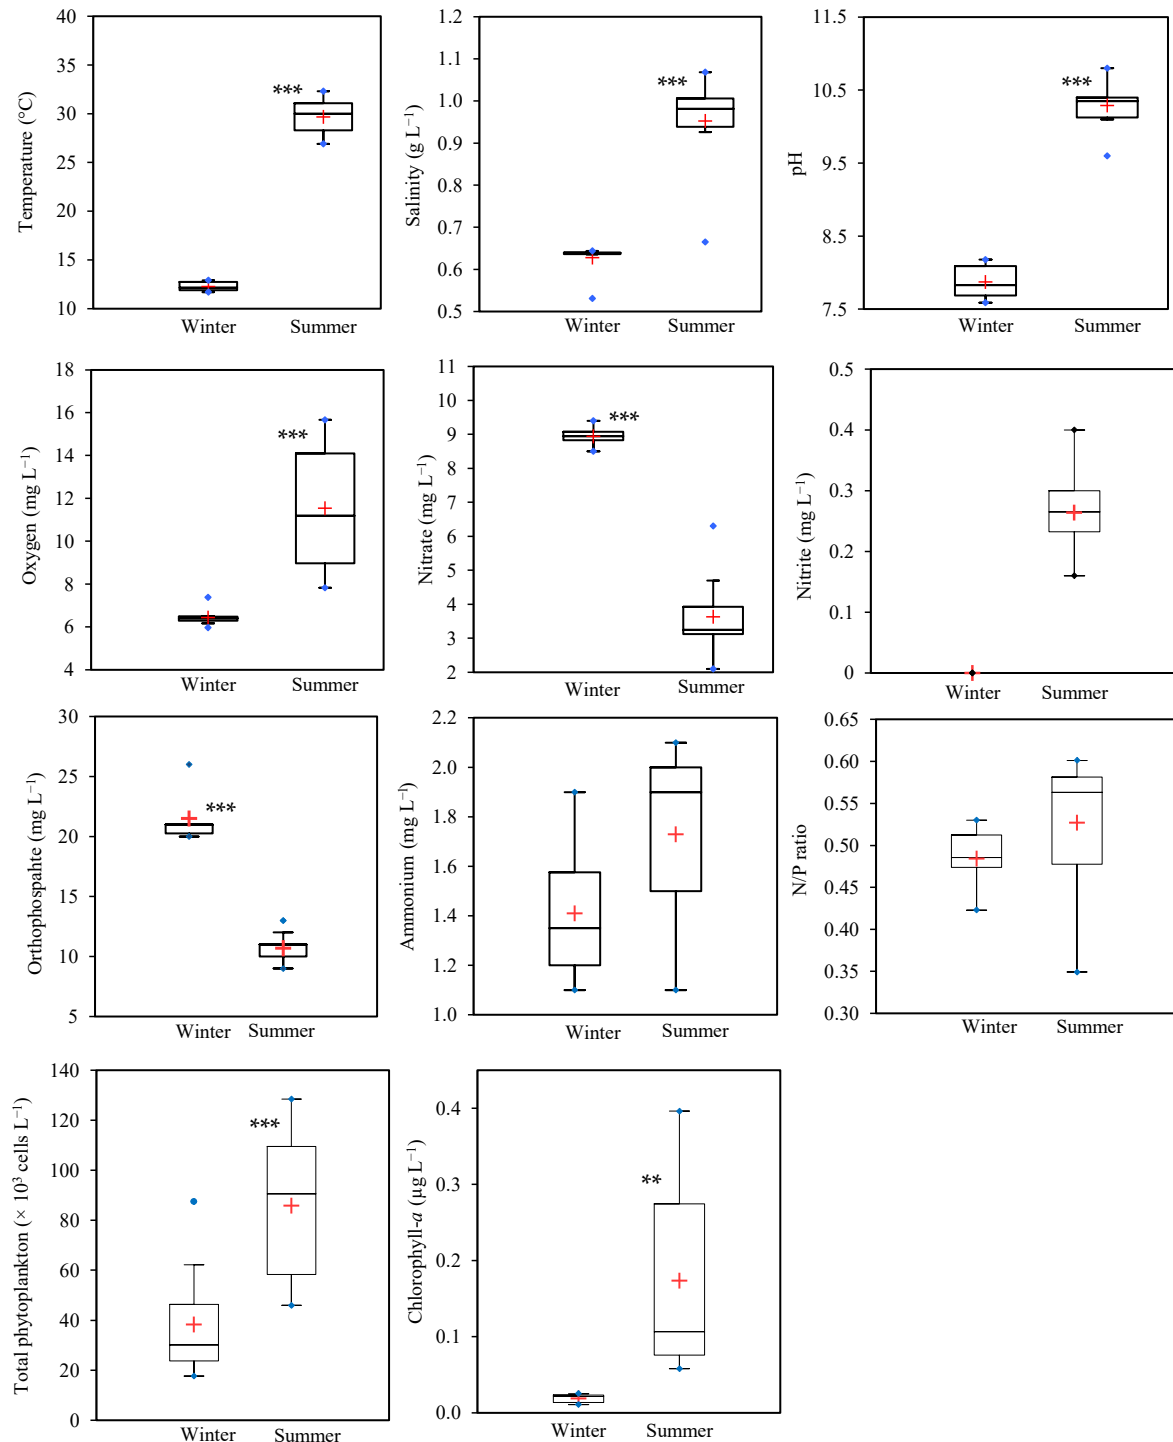 Temperature (°C)
40
35
30
25
20
15
10
***
Winter
Summer
Salinity (g L−1)
1.2
1.1
1.0
0.9
0.8
0.7
0.6
0.5
***
Winter
Summer
pH
11.5
10.5
9.5
8.5
7.5
***
Winter
Summer
Oxygen (mg L−1)
18
16
14
12
10
8
6
4
***
Winter
Summer
Nitrate (mg L−1)
11
10
9
8
7
6
5
4
3
2
***
Winter
Summer
Nitrite (mg L−1)
0.5
0.4
0.3
0.2
0.1
0
Winter
Summer
Orthophospahte (mg L−1)
30
25
20
15
10
5
***
Winter
Summer
Ammonium (mg L−1)
2.2
2.0
1.8
1.6
1.4
1.2
1.0
Winter
Summer
N/P ratio
0.65
0.60
0.55
0.50
0.45
0.40
0.35
0.30
Winter
Summer
Total phytoplankton (× 10³ cells L−1)
140
120
100
80
60
40
20
0
***
Winter
Summer
Chlorophyll-a (µg L−1)
0.4
0.3
0.2
0.1
0.0
**
Winter
Summer